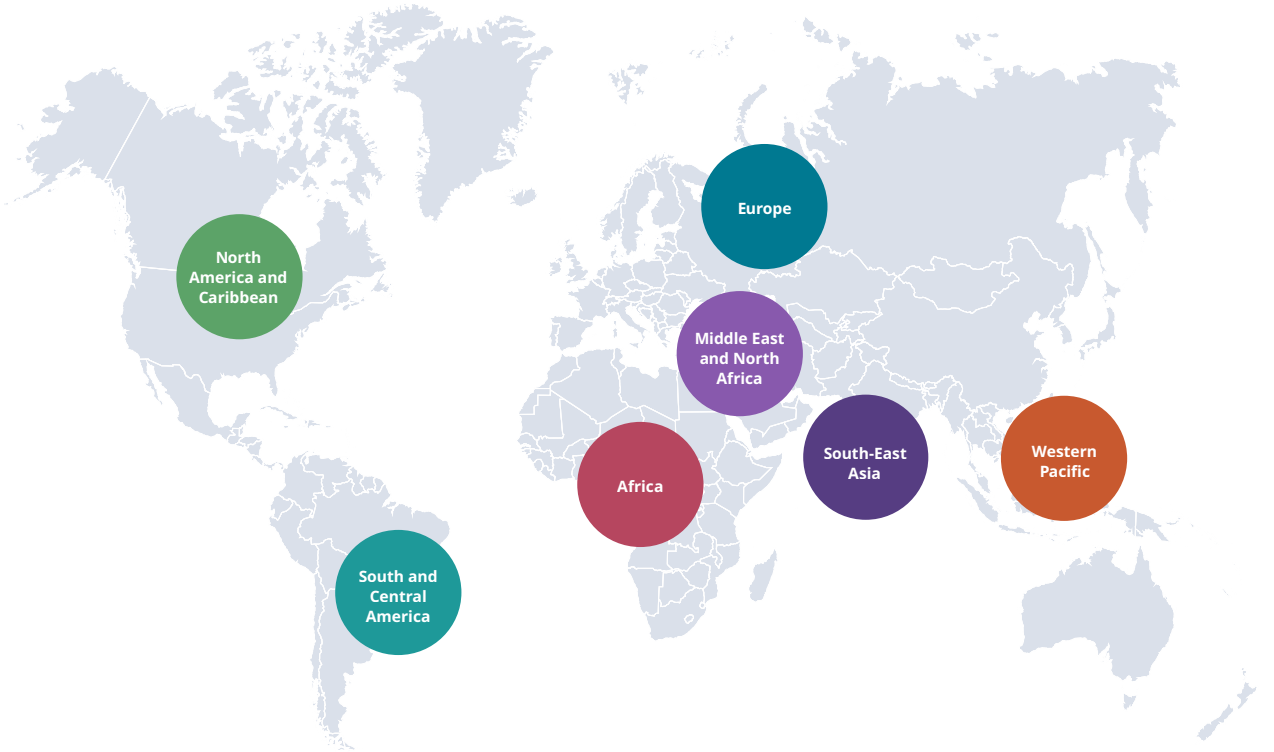 Europe
North
America and
Caribbean
Middle East
and North
Africa
South-East
Asia
Western
Pacific
Africa
South and
Central
America